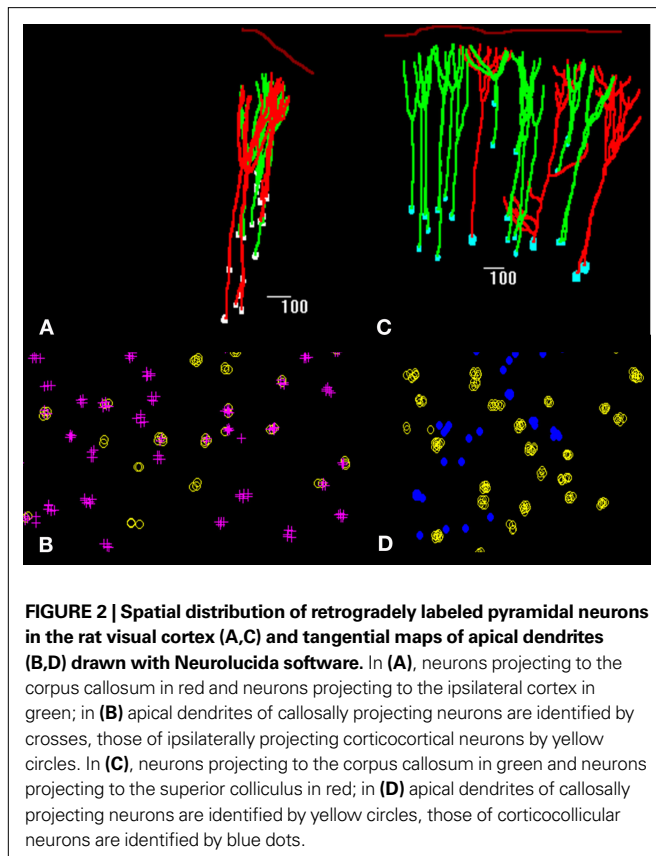 100
100
A
C
B
D
FIGURE 2 | Spatial distribution of retrogradely labeled pyramidal neurons
in the rat visual cortex (A,C) and tangential maps of apical dendrites
(B,D) drawn with Neurolucida software. In (A), neurons projecting to the
corpus callosum in red and neurons projecting to the ipsilateral cortex in
green; in (B) apical dendrites of callosally projecting neurons are identified by
crosses, those of ipsilaterally projecting corticocortical neurons by yellow
circles. In (C), neurons projecting to the corpus callosum in green and neurons
projecting to the superior colliculus in red; in (D) apical dendrites of callosally
projecting neurons are identified by yellow circles, those of corticocollicular
neurons are identified by blue dots.